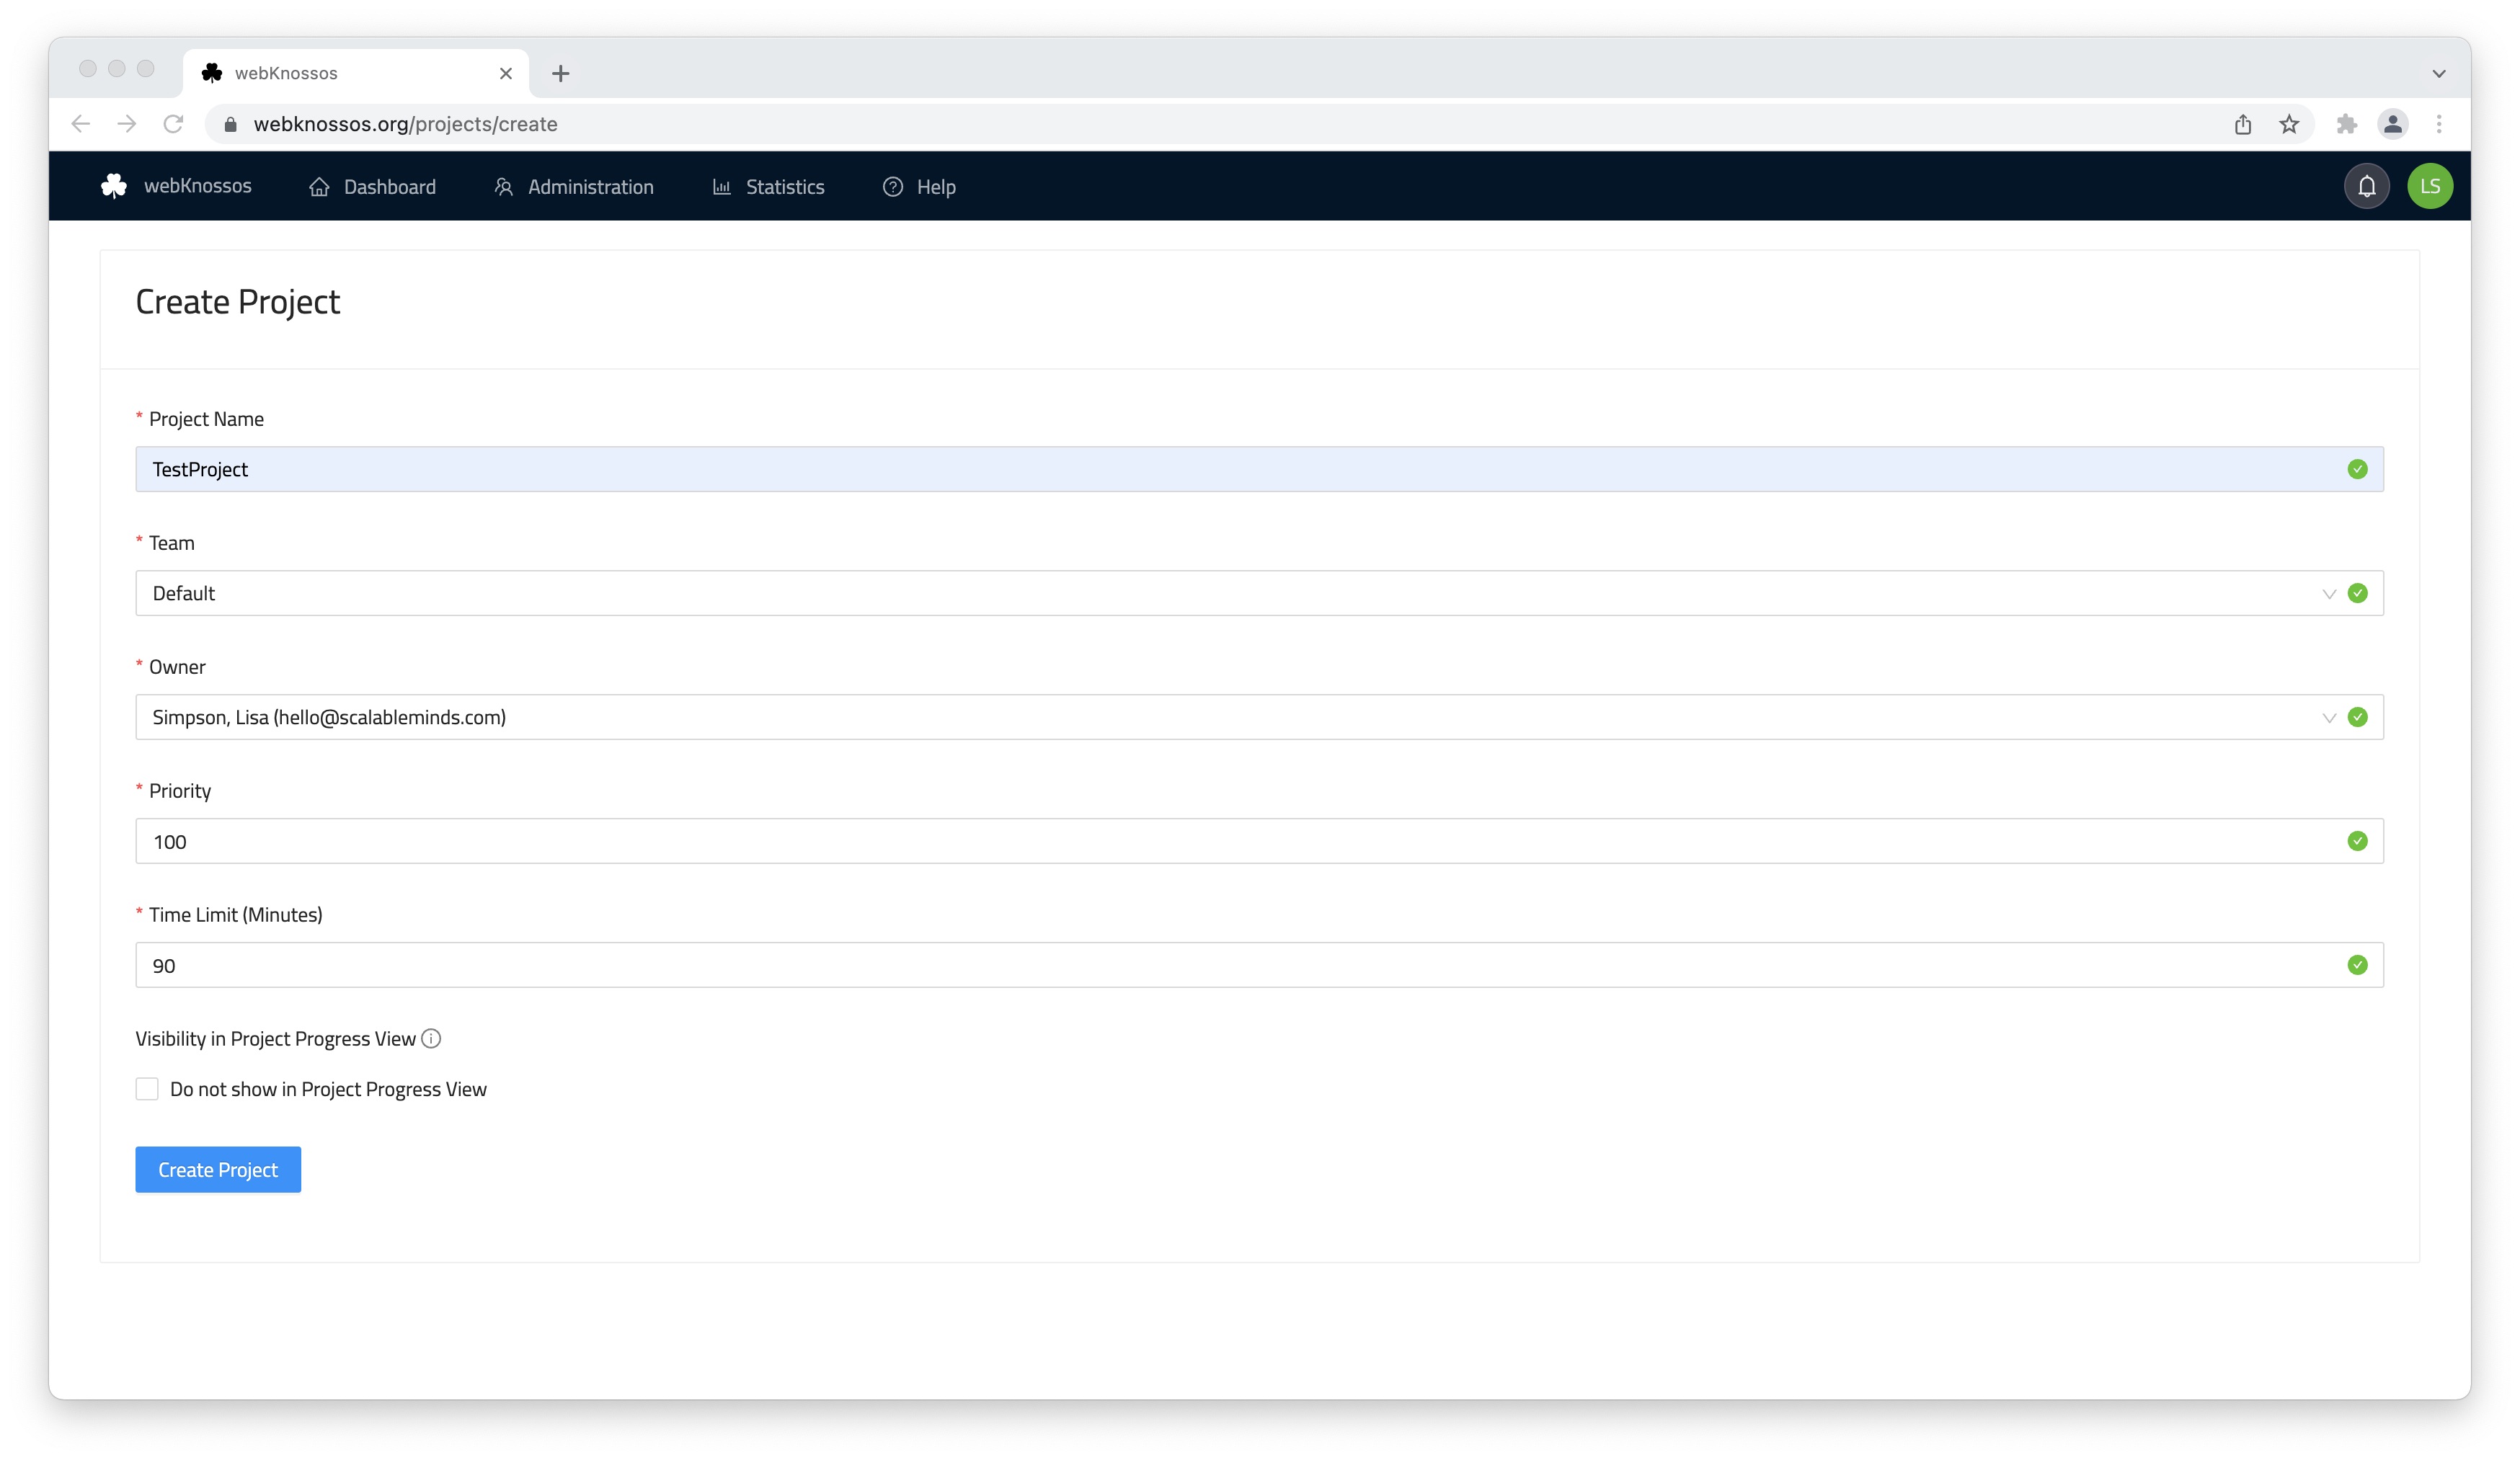 webKnossos
webknossos.org/projects/create
webKnossos Dashboard Administration Statistics Help LS
Create Project
* Project Name
TestProject
* Team
Default
* Owner
Simpson, Lisa (hello@scalableminds.com)
* Priority
100
* Time Limit (Minutes)
90
Visibility in Project Progress View
Do not show in Project Progress View
Create Project